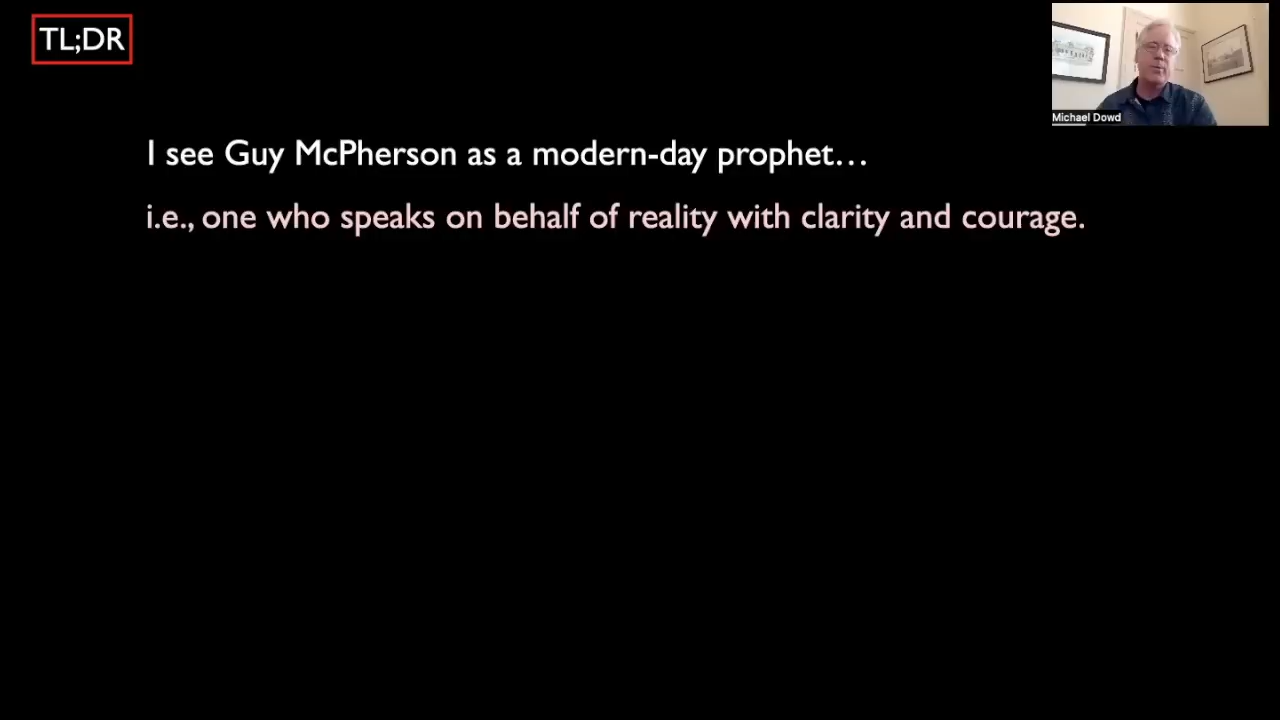 TL;DR
Michael Dowd
I see Guy McPherson as a modern-day prophet…
i.e., one who speaks on behalf of reality with clarity and courage.